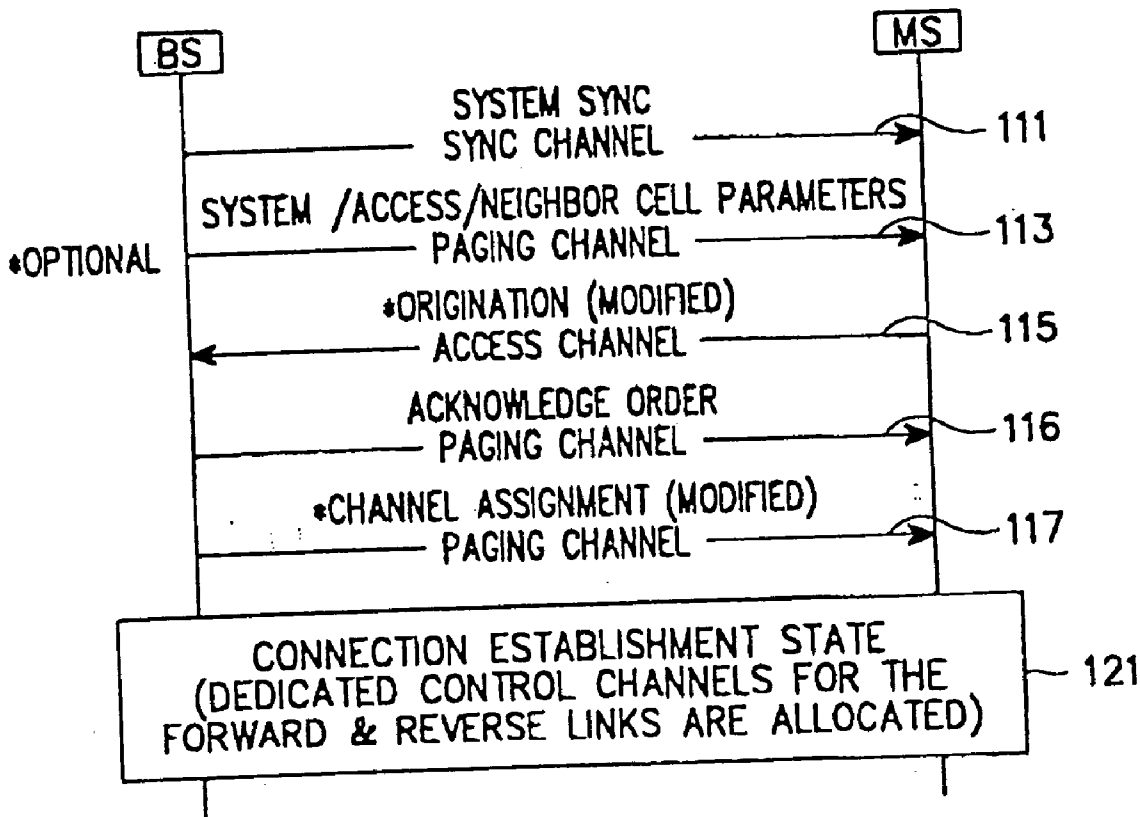 BS
MS
SYSTEM SYNC
SYNC CHANNEL
111
SYSTEM /ACCESS/NEIGHBOR CELL PARAMETERS
*OPTIONAL
PAGING CHANNEL
113
*ORIGINATION (MODIFIED)
ACCESS CHANNEL
115
ACKNOWLEDGE ORDER
PAGING CHANNEL
116
*CHANNEL ASSIGNMENT (MODIFIED)
PAGING CHANNEL
117
CONNECTION ESTABLISHMENT STATE
(DEDICATED CONTROL CHANNELS FOR THE
FORWARD & REVERSE LINKS ARE ALLOCATED)
121